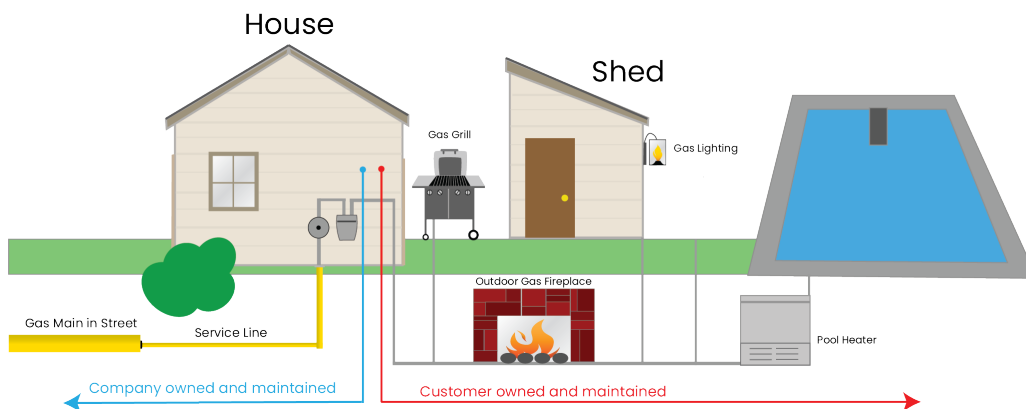 House
Shed
Gas Grill
Gas Lighting
Outdoor Gas Fireplace
Gas Main in Street
Service Line
Pool Heater
Company owned and maintained
Customer owned and maintained